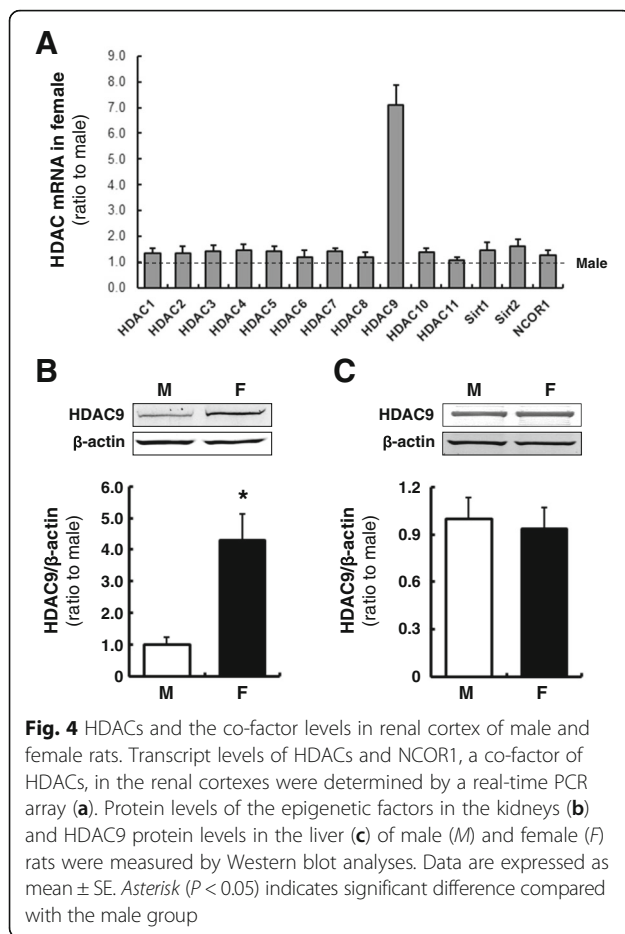 A
HDAC mRNA in female
(ratio to male)
9.0
8.0
7.0
6.0
5.0
4.0
3.0
2.0
1.0
0.0
Male
HDAC1
HDAC2
HDAC3
HDAC4
HDAC5
HDAC6
HDAC7
HDAC8
HDAC9
HDAC10
HDAC11
Sirt1
Sirt2
NCOR1
B
M F
HDAC9
β-actin
HDAC9/β-actin
(ratio to male)
6.0
5.0
4.0
3.0
2.0
1.0
0
*
M F
C
M F
HDAC9
β-actin
HDAC9/β-actin
(ratio to male)
1.2
0.9
0.6
0.3
0
M F
Fig. 4 HDACs and the co-factor levels in renal cortex of male and
female rats. Transcript levels of HDACs and NCOR1, a co-factor of
HDACs, in the renal cortexes were determined by a real-time PCR
array (a). Protein levels of the epigenetic factors in the kidneys (b)
and HDAC9 protein levels in the liver (c) of male (M) and female (F)
rats were measured by Western blot analyses. Data are expressed as
mean ± SE. Asterisk (P < 0.05) indicates significant difference compared
with the male group